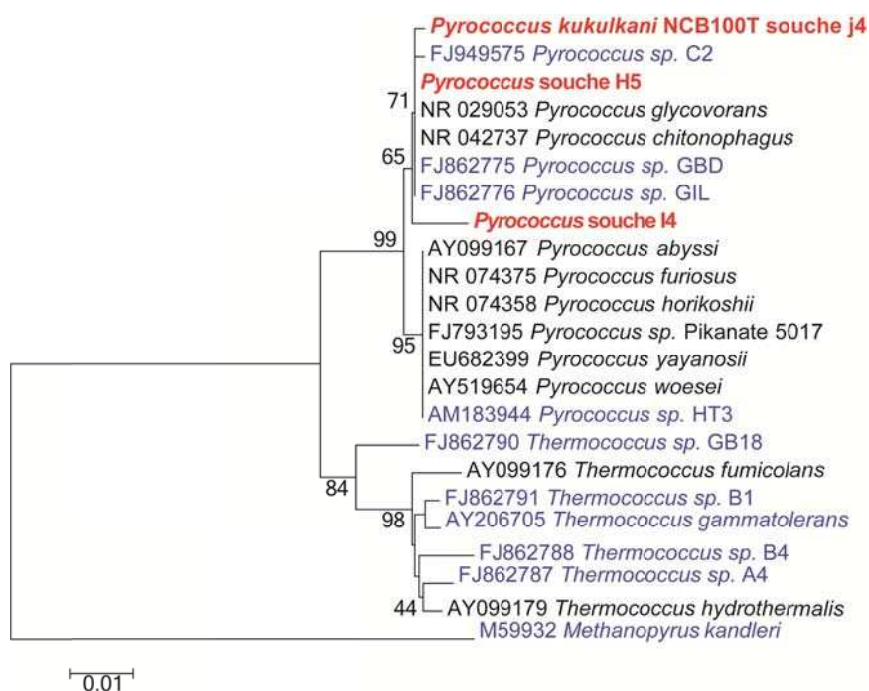 Pyrococcus kukulkani NCB100T souche j4
FJ949575 Pyrococcus sp. C2
Pyrococcus souche H5
71
NR 029053 Pyrococcus glycovorans
NR 042737 Pyrococcus chitonophagus
65
FJ862775 Pyrococcus sp. GBD
FJ862776 Pyrococcus sp. GIL
Pyrococcus souche I4
99
AY099167 Pyrococcus abyssi
NR 074375 Pyrococcus furiosus
NR 074358 Pyrococcus horikoshii
FJ793195 Pyrococcus sp. Pikanate 5017
95
EU682399 Pyrococcus yayanosii
AY519654 Pyrococcus woesei
AM183944 Pyrococcus sp. HT3
FJ862790 Thermococcus sp. GB18
AY099176 Thermococcus fumicolans
84
FJ862791 Thermococcus sp. B1
98
AY206705 Thermococcus gammatolerans
FJ862788 Thermococcus sp. B4
FJ862787 Thermococcus sp. A4
44
AY099179 Thermococcus hydrothermalis
M59932 Methanopyrus kandleri
0.01